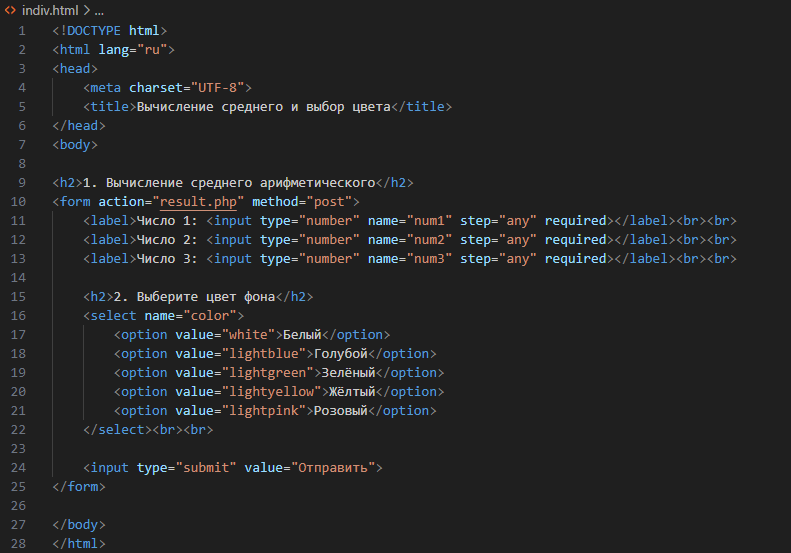 indiv.html > ...
1 <!DOCTYPE html>
2 <html lang="ru">
3 <head>
4     <meta charset="UTF-8">
5     <title>Вычисление среднего и выбор цвета</title>
6 </head>
7 <body>
8
9 <h2>1. Вычисление среднего арифметического</h2>
10 <form action="result.php" method="post">
11     <label>Число 1: <input type="number" name="num1" step="any" required></label><br><br>
12     <label>Число 2: <input type="number" name="num2" step="any" required></label><br><br>
13     <label>Число 3: <input type="number" name="num3" step="any" required></label><br><br>
14
15     <h2>2. Выберите цвет фона</h2>
16     <select name="color">
17         <option value="white">Белый</option>
18         <option value="lightblue">Голубой</option>
19         <option value="lightgreen">Зелёный</option>
20         <option value="lightyellow">Жёлтый</option>
21         <option value="lightpink">Розовый</option>
22     </select><br><br>
23
24     <input type="submit" value="Отправить">
25 </form>
26
27 </body>
28 </html>